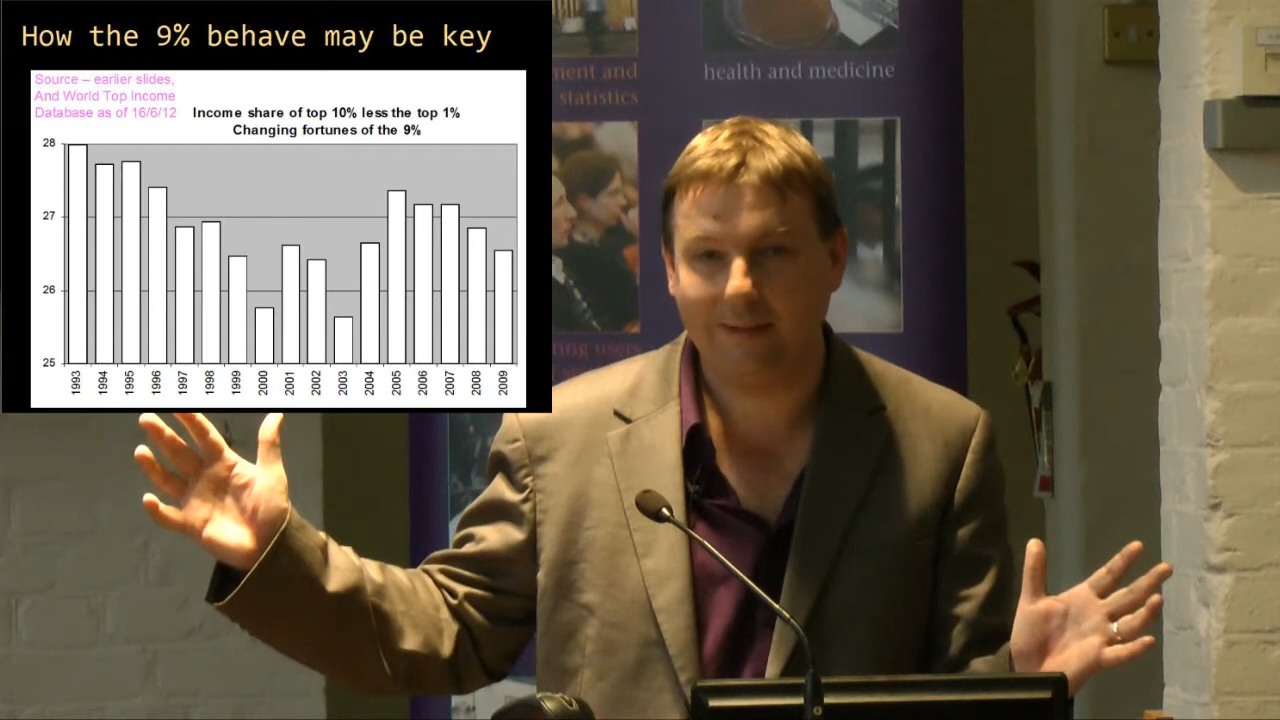 How the 9% behave may be key
Source – earlier slides,
And World Top Income
Database as of 16/6/12
Income share of top 10% less the top 1%
Changing fortunes of the 9%
28
27
26
25
1993
1994
1995
1996
1997
1998
1999
2000
2001
2002
2003
2004
2005
2006
2007
2008
2009
ment and
statistics
health and medicine
ting users